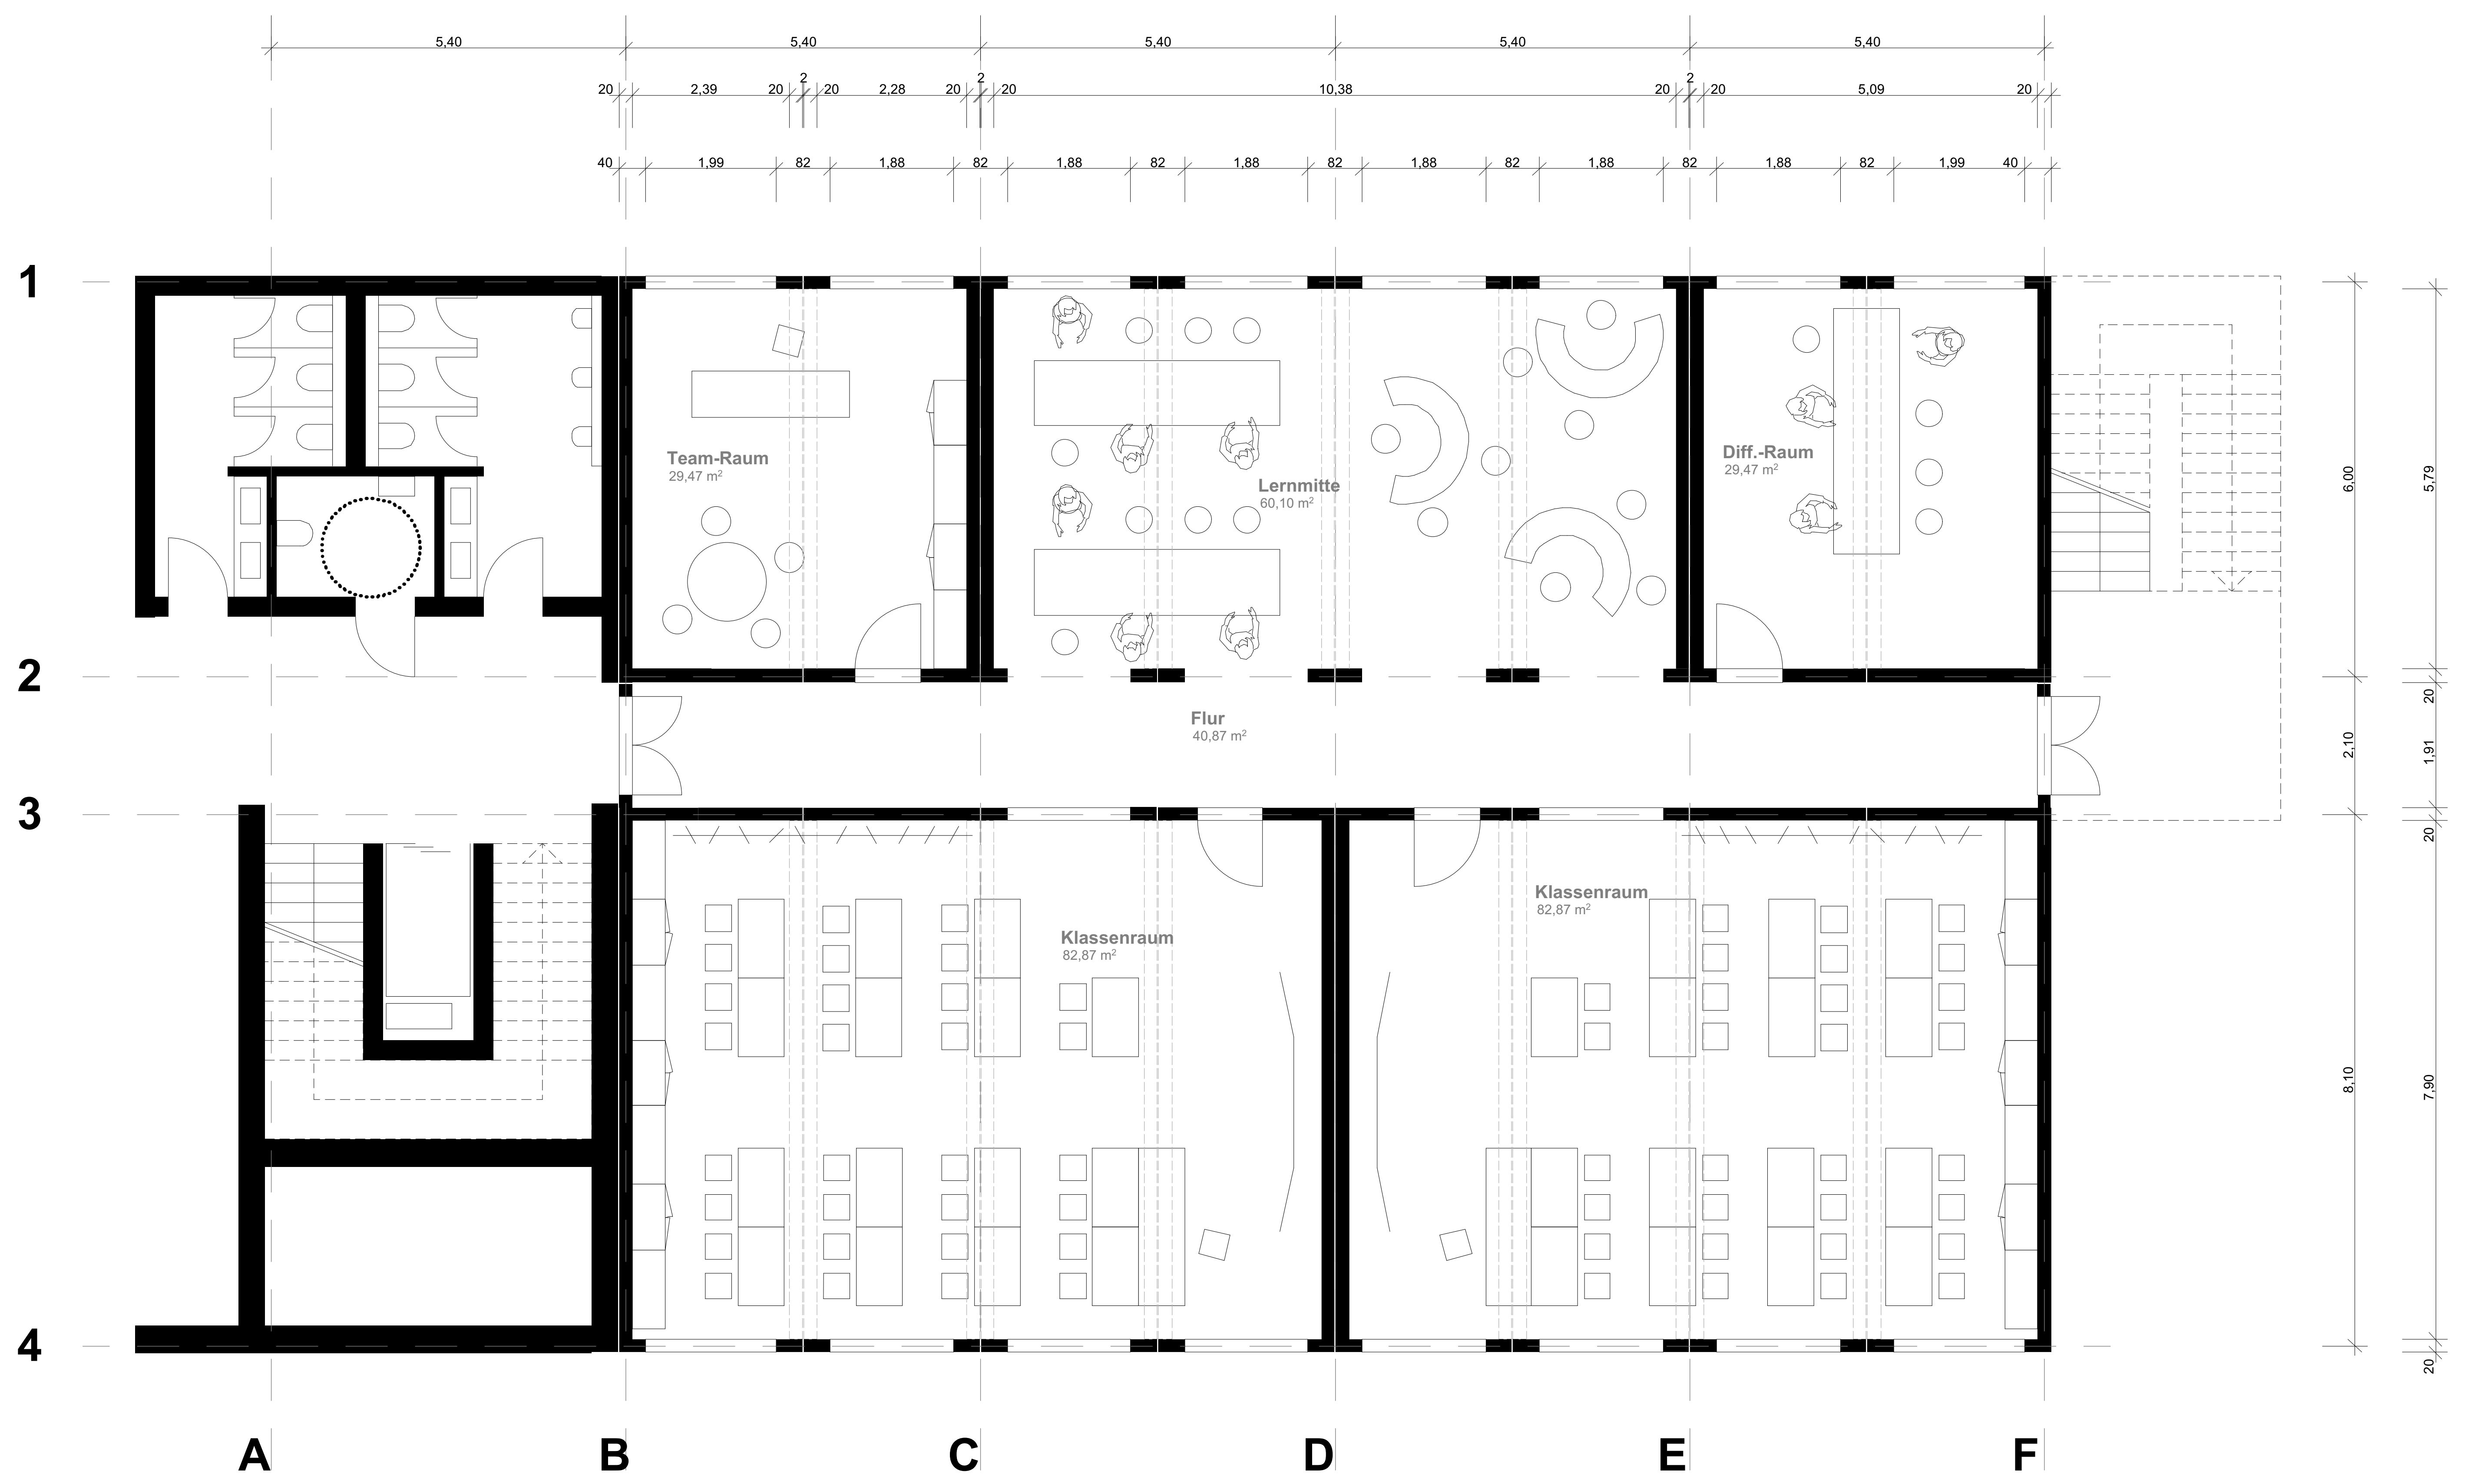 5,40 5,40 5,40 5,40 5,40
2 2 2
20 2,39 20 20 2,28 20 20 10,38 20 20 5,09 20
40 1,99 82 1,88 82 1,88 82 1,88 82 1,88 82 1,88 82 1,88 82 1,99 40
1
Team-Raum
29,47 m²
Lernmitte
60,10 m²
Diff.-Raum
29,47 m²
6,00
5,79
2
20
Flur
40,87 m²
2,10
1,91
3
20
Klassenraum
82,87 m²
Klassenraum
82,87 m²
8,10
7,90
4
20
A B C D E F